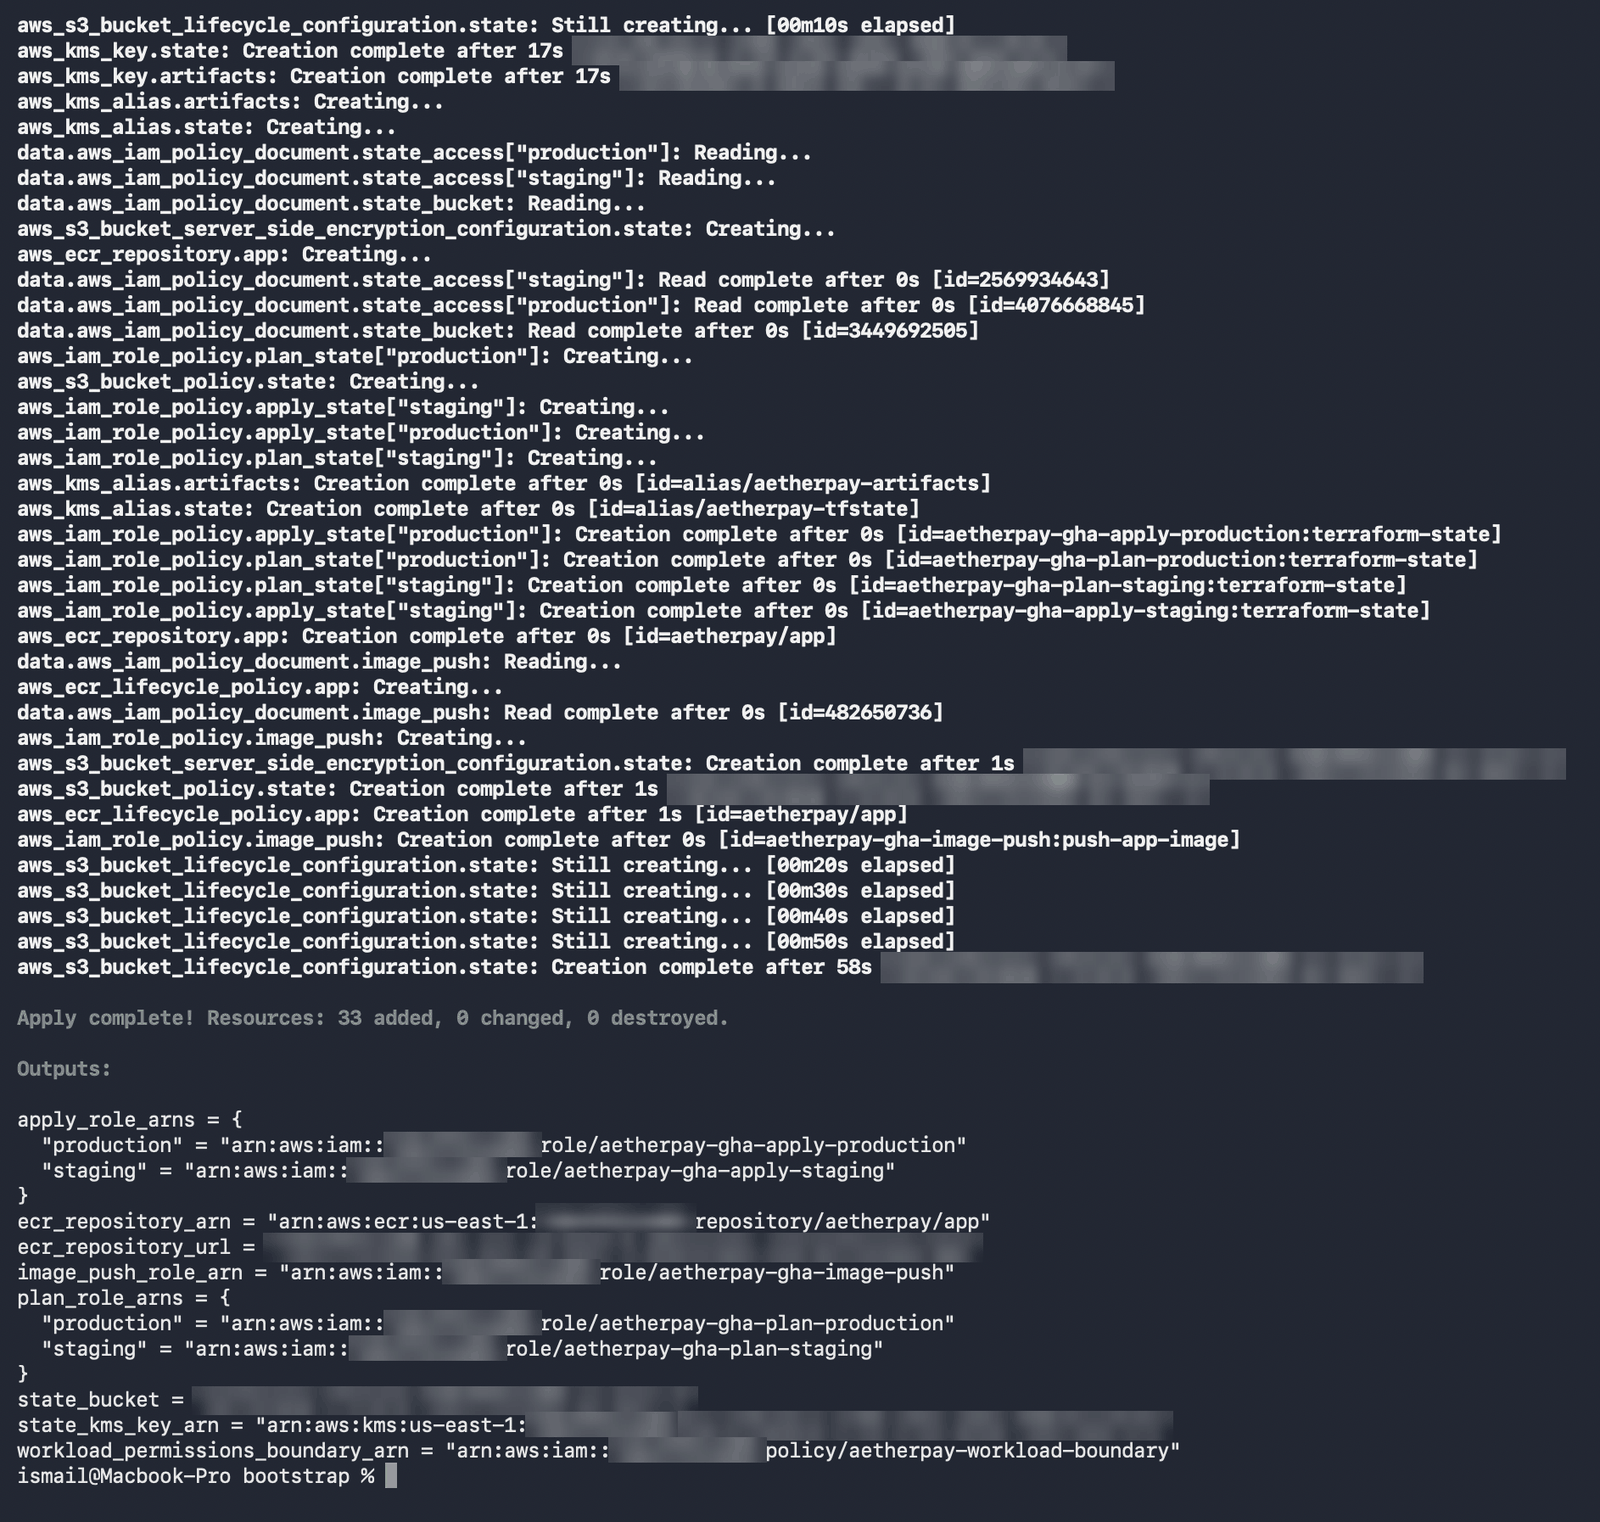 aws_s3_bucket_lifecycle_configuration.state: Still creating... [00m10s elapsed]
aws_kms_key.state: Creation complete after 17s
aws_kms_key.artifacts: Creation complete after 17s
aws_kms_alias.artifacts: Creating...
aws_kms_alias.state: Creating...
data.aws_iam_policy_document.state_access["production"]: Reading...
data.aws_iam_policy_document.state_access["staging"]: Reading...
data.aws_iam_policy_document.state_bucket: Reading...
aws_s3_bucket_server_side_encryption_configuration.state: Creating...
aws_ecr_repository.app: Creating...
data.aws_iam_policy_document.state_access["staging"]: Read complete after 0s [id=2569934643]
data.aws_iam_policy_document.state_access["production"]: Read complete after 0s [id=4076668845]
data.aws_iam_policy_document.state_bucket: Read complete after 0s [id=3449692505]
aws_iam_role_policy.plan_state["production"]: Creating...
aws_s3_bucket_policy.state: Creating...
aws_iam_role_policy.apply_state["staging"]: Creating...
aws_iam_role_policy.apply_state["production"]: Creating...
aws_iam_role_policy.plan_state["staging"]: Creating...
aws_kms_alias.artifacts: Creation complete after 0s [id=alias/aetherpay-artifacts]
aws_kms_alias.state: Creation complete after 0s [id=alias/aetherpay-tfstate]
aws_iam_role_policy.apply_state["production"]: Creation complete after 0s [id=aetherpay-gha-apply-production:terraform-state]
aws_iam_role_policy.plan_state["production"]: Creation complete after 0s [id=aetherpay-gha-plan-production:terraform-state]
aws_iam_role_policy.plan_state["staging"]: Creation complete after 0s [id=aetherpay-gha-plan-staging:terraform-state]
aws_iam_role_policy.apply_state["staging"]: Creation complete after 0s [id=aetherpay-gha-apply-staging:terraform-state]
aws_ecr_repository.app: Creation complete after 0s [id=aetherpay/app]
data.aws_iam_policy_document.image_push: Reading...
aws_ecr_lifecycle_policy.app: Creating...
data.aws_iam_policy_document.image_push: Read complete after 0s [id=482650736]
aws_iam_role_policy.image_push: Creating...
aws_s3_bucket_server_side_encryption_configuration.state: Creation complete after 1s
aws_s3_bucket_policy.state: Creation complete after 1s
aws_ecr_lifecycle_policy.app: Creation complete after 1s [id=aetherpay/app]
aws_iam_role_policy.image_push: Creation complete after 0s [id=aetherpay-gha-image-push:push-app-image]
aws_s3_bucket_lifecycle_configuration.state: Still creating... [00m20s elapsed]
aws_s3_bucket_lifecycle_configuration.state: Still creating... [00m30s elapsed]
aws_s3_bucket_lifecycle_configuration.state: Still creating... [00m40s elapsed]
aws_s3_bucket_lifecycle_configuration.state: Still creating... [00m50s elapsed]
aws_s3_bucket_lifecycle_configuration.state: Creation complete after 58s
Apply complete! Resources: 33 added, 0 changed, 0 destroyed.
Outputs:
apply_role_arns = {
"production" = "arn:aws:iam:: role/aetherpay-gha-apply-production"
"staging" = "arn:aws:iam:: role/aetherpay-gha-apply-staging"
}
ecr_repository_arn = "arn:aws:ecr:us-east-1: repository/aetherpay/app"
ecr_repository_url =
image_push_role_arn = "arn:aws:iam:: role/aetherpay-gha-image-push"
plan_role_arns = {
"production" = "arn:aws:iam:: role/aetherpay-gha-plan-production"
"staging" = "arn:aws:iam:: role/aetherpay-gha-plan-staging"
}
state_bucket =
state_kms_key_arn = "arn:aws:kms:us-east-1:
workload_permissions_boundary_arn = "arn:aws:iam:: policy/aetherpay-workload-boundary"
ismail@Macbook-Pro bootstrap %